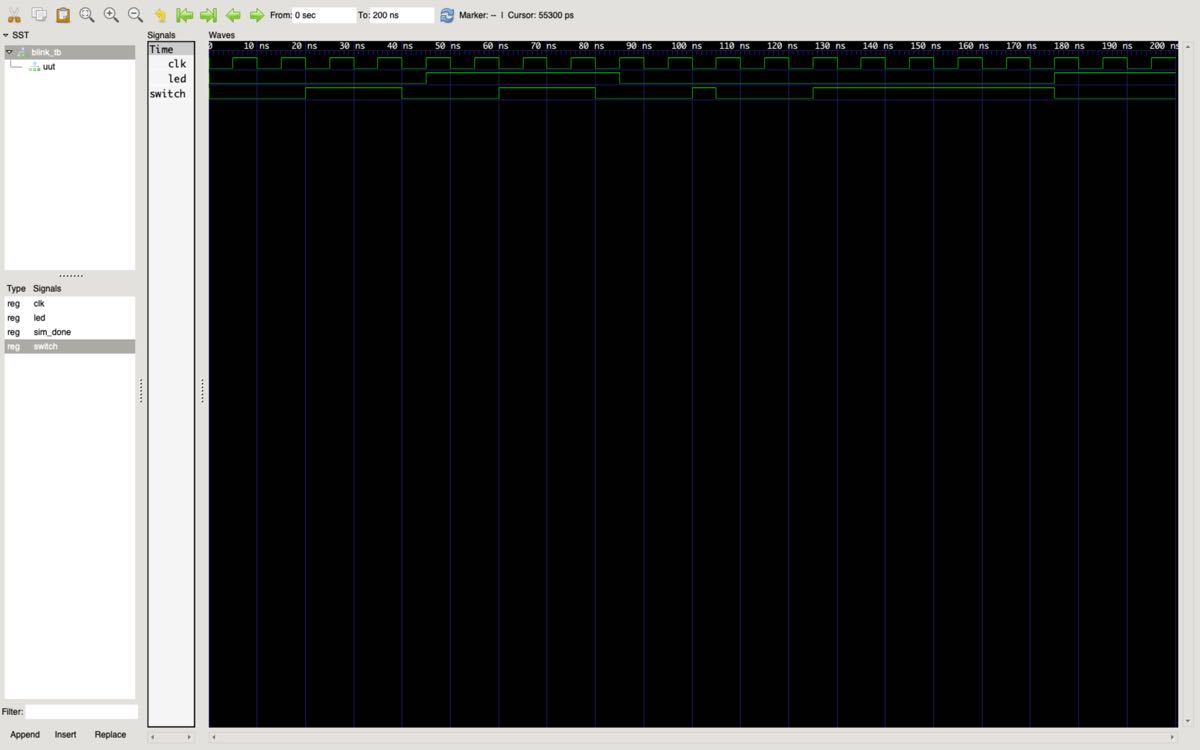 From: 0 sec To: 200 ns Marker: -- | Cursor: 55300 ps
SST
blink_tb
uut
Type Signals
reg clk
reg led
reg sim_done
reg switch
Filter:
Append Insert Replace
Signals
Time
clk
led
switch
Waves
0 10 ns 20 ns 30 ns 40 ns 50 ns 60 ns 70 ns 80 ns 90 ns 100 ns 110 ns 120 ns 130 ns 140 ns 150 ns 160 ns 170 ns 180 ns 190 ns 200 ns